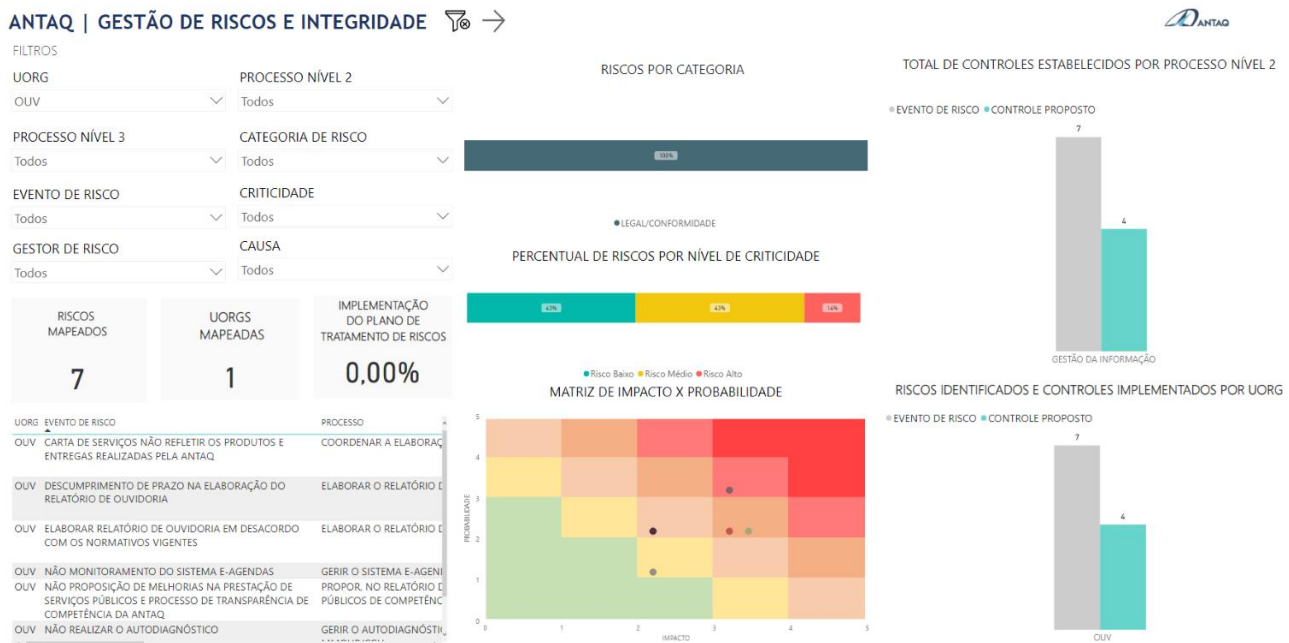 ANTAQ | GESTÃO DE RISCOS E INTEGRIDADE
ANTAQ
FILTROS
UORG
OUV
PROCESSO NÍVEL 2
Todos
PROCESSO NÍVEL 3
Todos
CATEGORIA DE RISCO
Todos
EVENTO DE RISCO
Todos
CRITICIDADE
Todos
GESTOR DE RISCO
Todos
CAUSA
Todos
RISCOS
MAPEADOS
7
UORGS
MAPEADAS
1
IMPLEMENTAÇÃO
DO PLANO DE
TRATAMENTO DE RISCOS
0,00%
UORG EVENTO DE RISCO PROCESSO
OUV CARTA DE SERVIÇOS NÃO REFLETIR OS PRODUTOS E COORDENAR A ELABORAÇ
ENTREGAS REALIZADAS PELA ANTAQ
OUV DESCUMPRIMENTO DE PRAZO NA ELABORAÇÃO DO ELABORAR O RELATÓRIO D
RELATÓRIO DE OUVIDORIA
OUV ELABORAR RELATÓRIO DE OUVIDORIA EM DESACORDO ELABORAR O RELATÓRIO D
COM OS NORMATIVOS VIGENTES
OUV NÃO MONITORAMENTO DO SISTEMA E-AGENDAS GERIR O SISTEMA E-AGEN
OUV NÃO PROPOSIÇÃO DE MELHORIAS NA PRESTAÇÃO DE PROPOR, NO RELATÓRIO D
SERVIÇOS PÚBLICOS E PROCESSO DE TRANSPARÊNCIA DE PÚBLICOS DE COMPETÊNC
COMPETÊNCIA DA ANTAQ
OUV NÃO REALIZAR O AUTODIAGNÓSTICO GERIR O AUTODIAGNÓSTI
RISCOS POR CATEGORIA
100%
LEGAL/CONFORMIDADE
PERCENTUAL DE RISCOS POR NÍVEL DE CRITICIDADE
43% 43% 14%
Risco Baixo Risco Médio Risco Alto
MATRIZ DE IMPACTO X PROBABILIDADE
PROBABILIDADE
5
4
3
2
1
0
0 1 2 3 4 5
IMPACTO
TOTAL DE CONTROLES ESTABELECIDOS POR PROCESSO NÍVEL 2
EVENTO DE RISCO CONTROLE PROPOSTO
7
4
GESTÃO DA INFORMAÇÃO
RISCOS IDENTIFICADOS E CONTROLES IMPLEMENTADOS POR UORG
EVENTO DE RISCO CONTROLE PROPOSTO
7
4
OUV